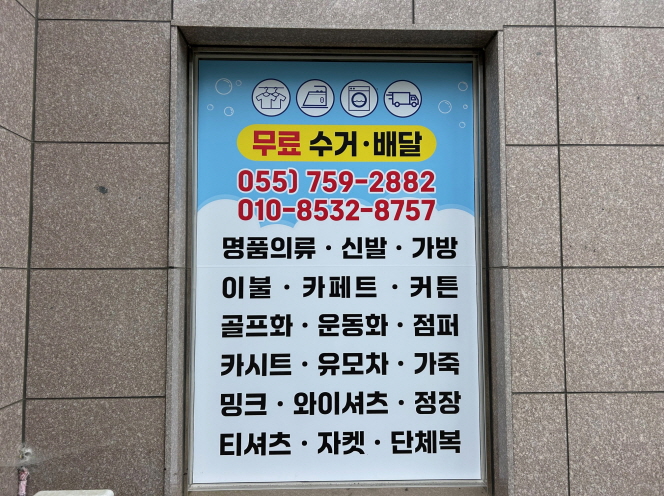 무료 수거·배달
055) 759-2882
010-8532-8757
명품의류 · 신발 · 가방
이불 · 카페트 · 커튼
골프화 · 운동화 · 점퍼
카시트 · 유모차 · 가죽
밍크 · 와이셔츠 · 정장
티셔츠 · 자켓 · 단체복